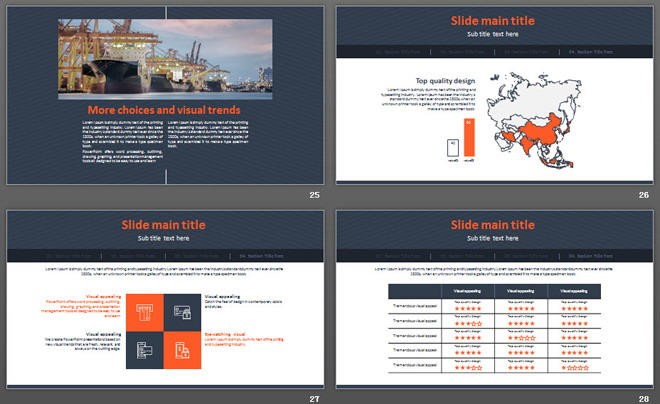 More choices and visual trends
Lorem Ipsum is simply dummy text of the printing
and typesetting industry. Lorem Ipsum has been
the industry's standard dummy text ever since the
1500s, when an unknown printer took a galley of
type and scrambled it to make a type specimen
book.
PowerPoint offers word processing, outlining,
drawing, graphing, and presentation management
tools all designed to be easy to use and learn
Lorem Ipsum is simply dummy text of the printing
and typesetting industry. Lorem Ipsum has been
the industry's standard dummy text ever since the
1500s, when an unknown printer took a galley of
type and scrambled it to make a type specimen
book.
25
Slide main title
Sub title text here
04. Section Title here
Top quality design
Lorem Ipsum is simply dummy text of the printing
and typesetting industry. Lorem Ipsum has been the industry's
standard dummy text ever since the 1500s, when an
unknown printer took a galley of type and scrambled it to
make a type specimen book.
value01
value02
26
Slide main title
Sub title text here
04. Section Title here
Lorem Ipsum is simply dummy text of the printing and typesetting industry. Lorem Ipsum has been the industry's standard dummy text ever since the
1500s, when an unknown printer took a galley of type and scrambled it to make a type specimen book.
Visual appealing
PowerPoint offers word processing, outlining,
drawing, graphing, and presentation
management tools all designed to be easy to use
and learn
Visual appealing
Catch the feel of design in contemporary colors
and styles.
Visual appealing
We create PowerPoint presentations based on
new visual trends that are fresh, relevant, and
always on the cutting edge.
Eye-catching visual
Lorem Ipsum is simply dummy text of the printing
and typesetting industry.
27
Slide main title
Sub title text here
04. Section Title here
Lorem Ipsum is simply dummy text of the printing and typesetting industry. Lorem Ipsum has been the industry's standard dummy text ever since the
1500s, when an unknown printer took a galley of type and scrambled it to make a type specimen book.
Visual appealing Visual appealing Visual appealing
Top quality design Top quality design Top quality design
Tremendous visual appeal
Top quality design Top quality design Top quality design
Tremendous visual appeal
Top quality design Top quality design Top quality design
Tremendous visual appeal
Top quality design Top quality design Top quality design
Tremendous visual appeal
Top quality design Top quality design Top quality design
Tremendous visual appeal
28